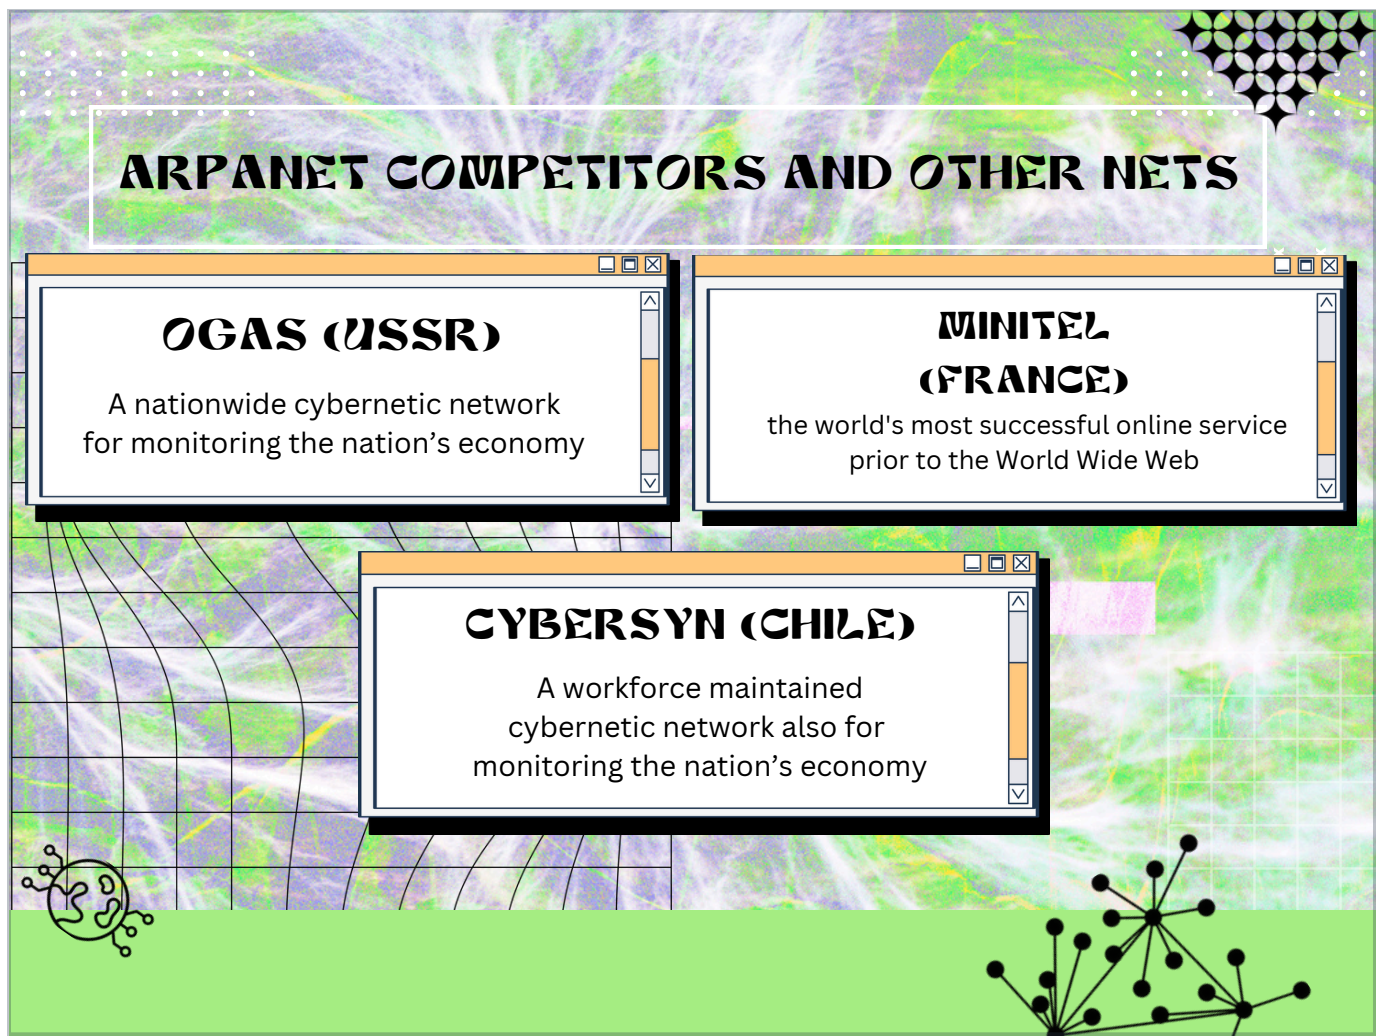 ARPANET COMPETITORS AND OTHER NETS
OGAS (USSR)
A nationwide cybernetic network
for monitoring the nation’s economy
MINITEL
(FRANCE)
the world's most successful online service
prior to the World Wide Web
CYBERSYN (CHILE)
A workforce maintained
cybernetic network also for
monitoring the nation’s economy